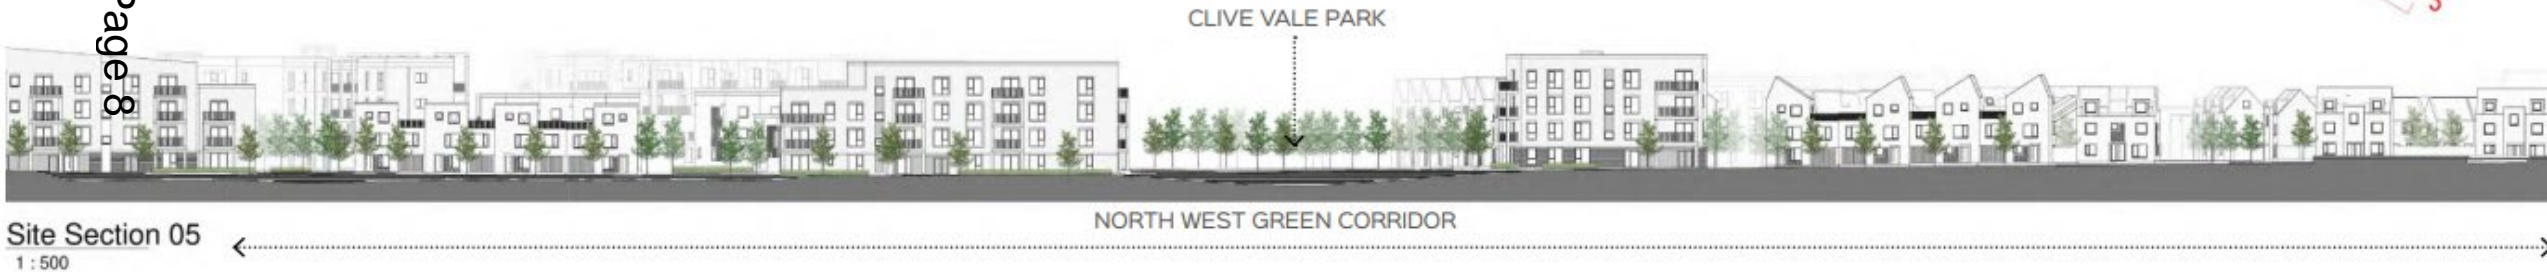 Page 8
CLIVE VALE PARK
NORTH WEST GREEN CORRIDOR
Site Section 05
1 : 500